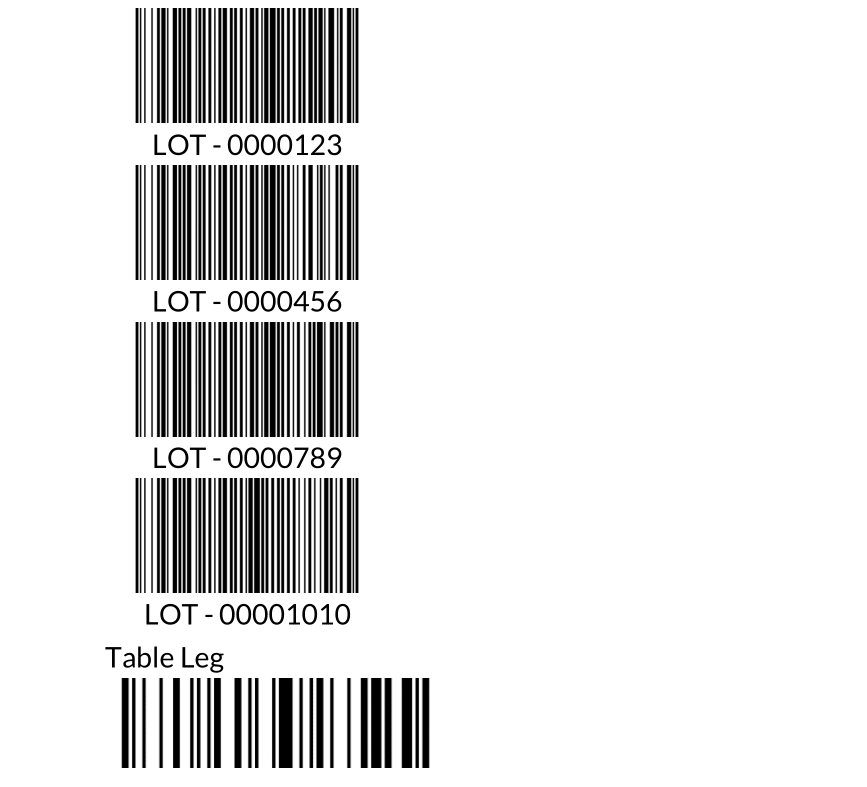 LOT - 0000123
LOT - 0000456
LOT - 0000789
LOT - 00001010
Table Leg